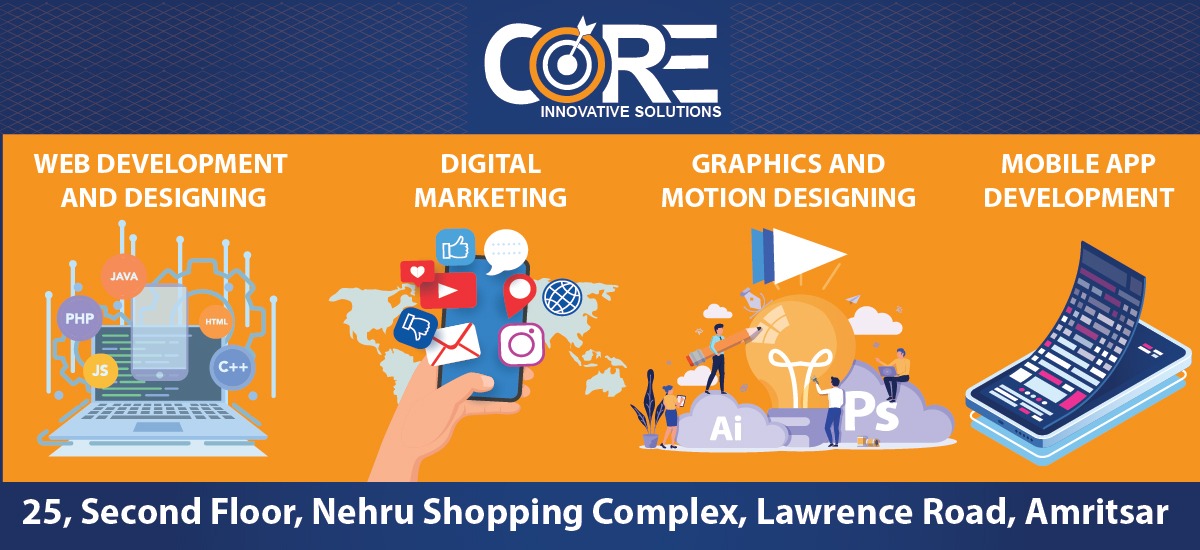 CORE
INNOVATIVE SOLUTIONS
WEB DEVELOPMENT
AND DESIGNING
DIGITAL
MARKETING
GRAPHICS AND
MOTION DESIGNING
MOBILE APP
DEVELOPMENT
JAVA
PHP
HTML
JS
C++
Ai
Ps
25, Second Floor, Nehru Shopping Complex, Lawrence Road, Amritsar